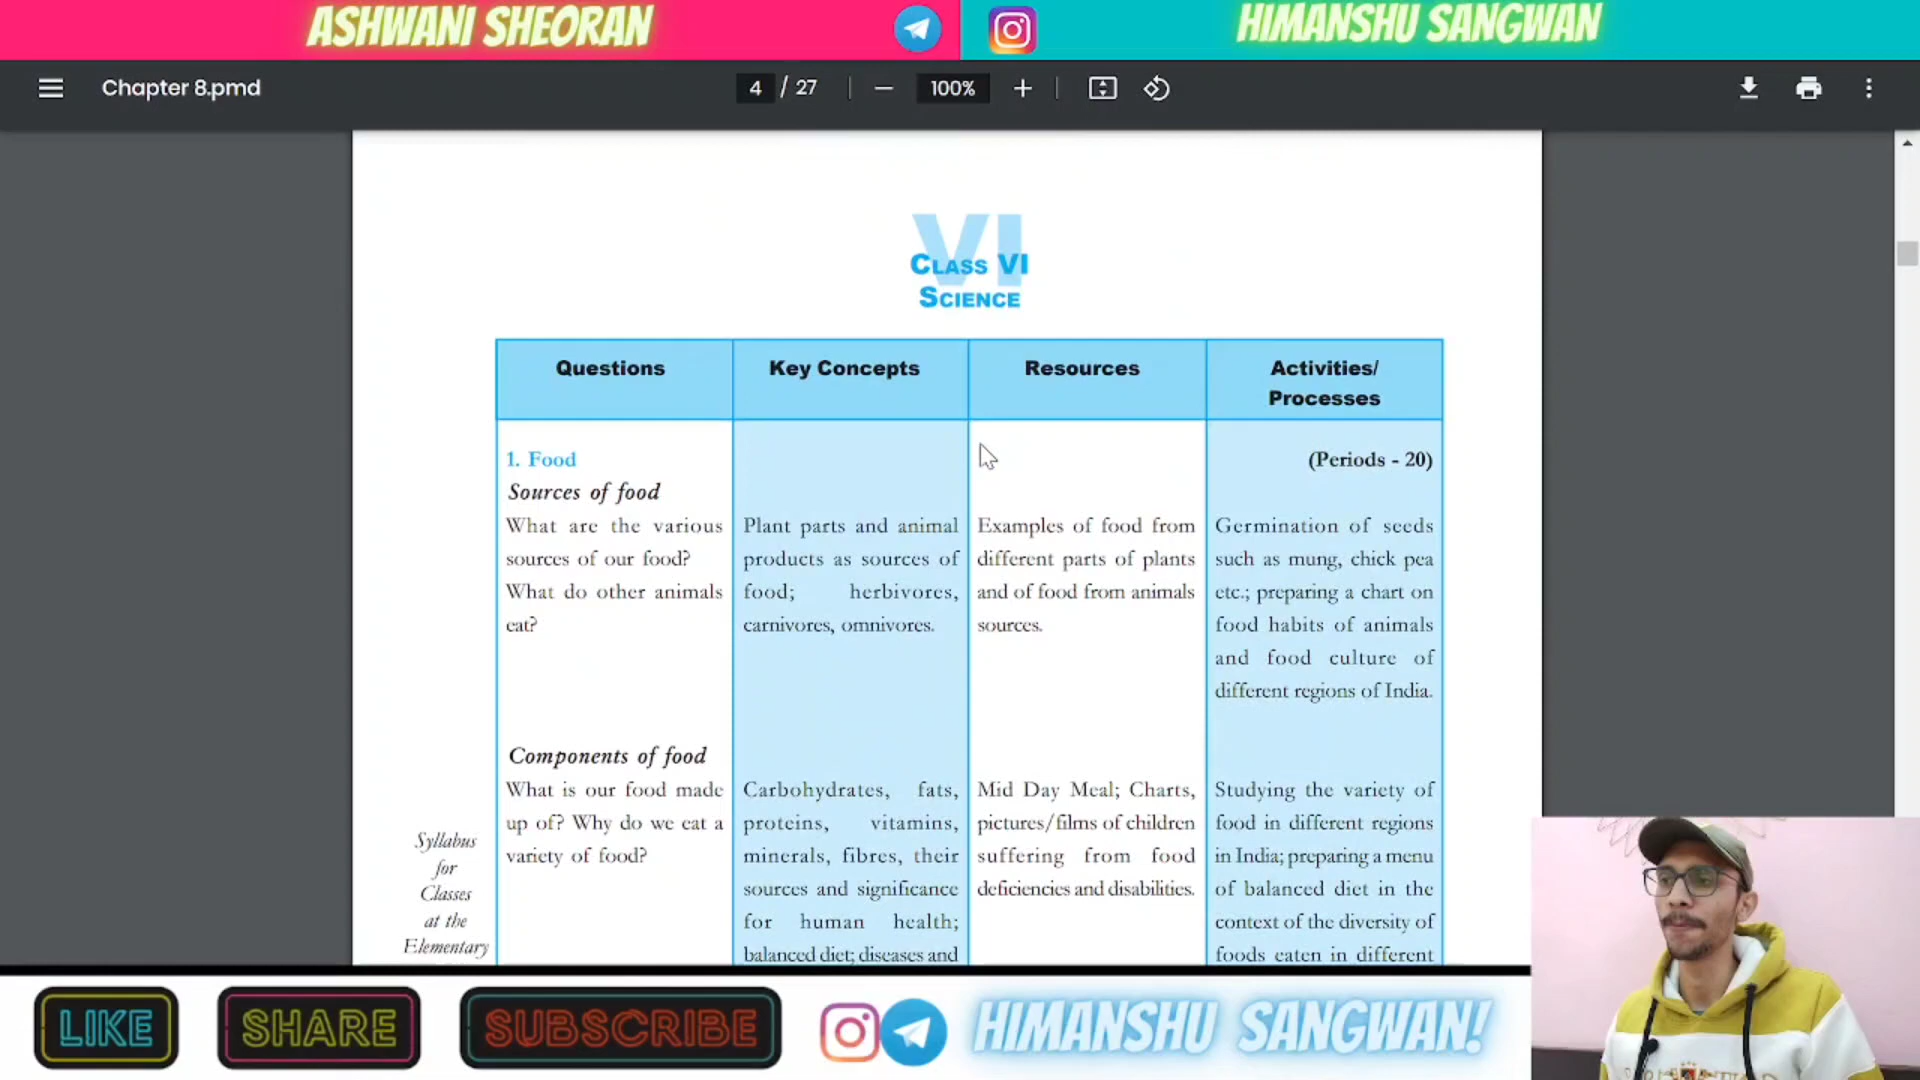 ASHWANI SHEORAN
HIMANSHU SANGWAN
Chapter 8.pmd
4 / 27
100%
VI
CLASS VI
SCIENCE
Questions
Key Concepts
Resources
Activities/
Processes
1. Food
(Periods - 20)
Sources of food
What are the various
sources of our food?
What do other animals
eat?
Plant parts and animal
products as sources of
food; herbivores,
carnivores, omnivores.
Examples of food from
different parts of plants
and of food from animals
sources.
Germination of seeds
such as mung, chick pea
etc.; preparing a chart on
food habits of animals
and food culture of
different regions of India.
Components of food
What is our food made
up of? Why do we eat a
variety of food?
Carbohydrates, fats,
proteins, vitamins,
minerals, fibres, their
sources and significance
for human health;
balanced diet; diseases and
Mid Day Meal; Charts,
pictures/films of children
suffering from food
deficiencies and disabilities.
Studying the variety of
food in different regions
in India; preparing a menu
of balanced diet in the
context of the diversity of
foods eaten in different
Syllabus
for
Classes
at the
Elementary
LIKE
SHARE
SUBSCRIBE
HIMANSHU SANGWAN!